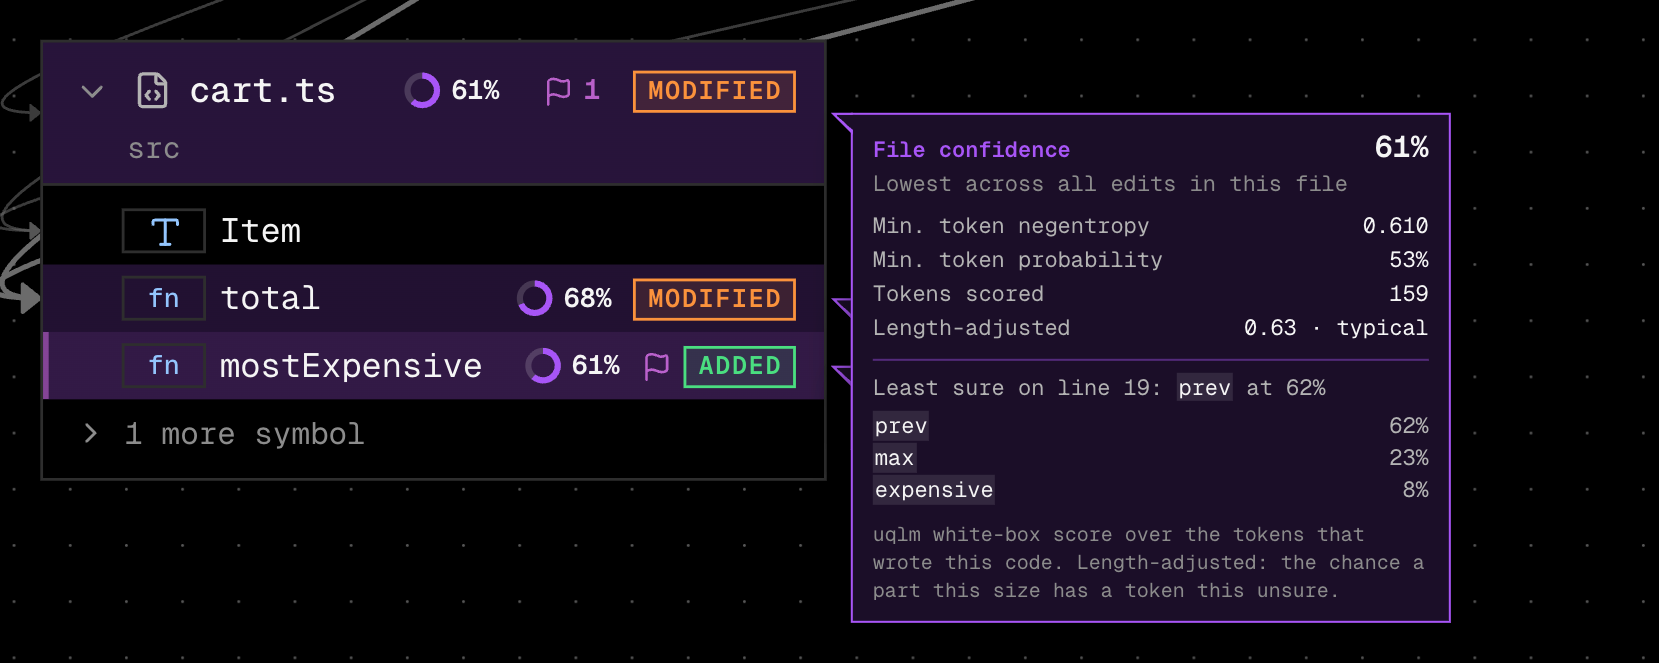 cart.ts 61% 1 MODIFIED
src
T Item
fn total 68% MODIFIED
fn mostExpensive 61% ADDED
1 more symbol
File confidence 61%
Lowest across all edits in this file
Min. token negentropy 0.610
Min. token probability 53%
Tokens scored 159
Length-adjusted 0.63 · typical
Least sure on line 19: prev at 62%
prev 62%
max 23%
expensive 8%
uqlm white-box score over the tokens that
wrote this code. Length-adjusted: the chance a
part this size has a token this unsure.